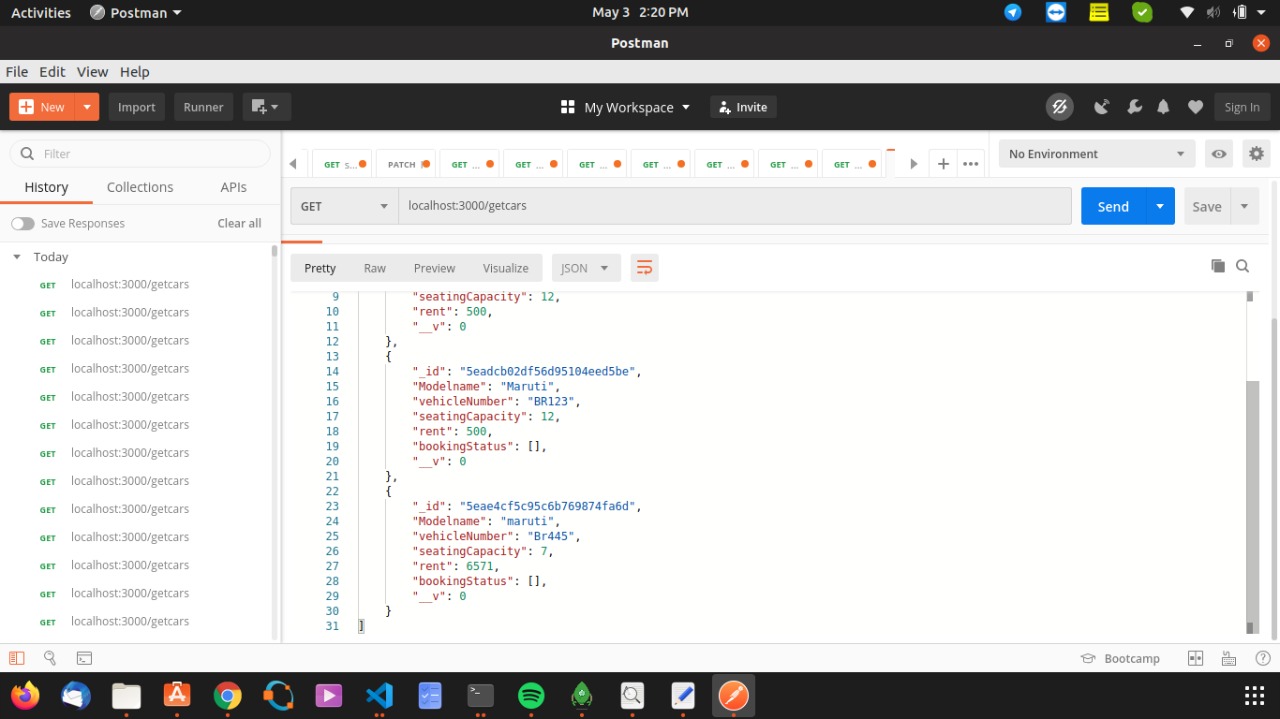 Activities Postman May 3 2:20 PM
Postman
File Edit View Help
New Import Runner My Workspace Invite Sign In
Filter
GET s... PATCH GET ... GET ... GET ... GET ... GET ... GET ... GET ... No Environment
History Collections APIs
GET localhost:3000/getcars Send Save
Save Responses Clear all
Today
Pretty Raw Preview Visualize JSON
GET localhost:3000/getcars
GET localhost:3000/getcars
GET localhost:3000/getcars
GET localhost:3000/getcars
GET localhost:3000/getcars
GET localhost:3000/getcars
GET localhost:3000/getcars
GET localhost:3000/getcars
GET localhost:3000/getcars
GET localhost:3000/getcars
GET localhost:3000/getcars
GET localhost:3000/getcars
GET localhost:3000/getcars
9 "seatingCapacity": 12,
10 "rent": 500,
11 "__v": 0
12 },
13 {
14 "_id": "5eadcb02df56d95104eed5be",
15 "Modelname": "Maruti",
16 "vehicleNumber": "BR123",
17 "seatingCapacity": 12,
18 "rent": 500,
19 "bookingStatus": [],
20 "__v": 0
21 },
22 {
23 "_id": "5eae4cf5c95c6b769874fa6d",
24 "Modelname": "maruti",
25 "vehicleNumber": "Br445",
26 "seatingCapacity": 7,
27 "rent": 6571,
28 "bookingStatus": [],
29 "__v": 0
30 }
31 ]
Bootcamp